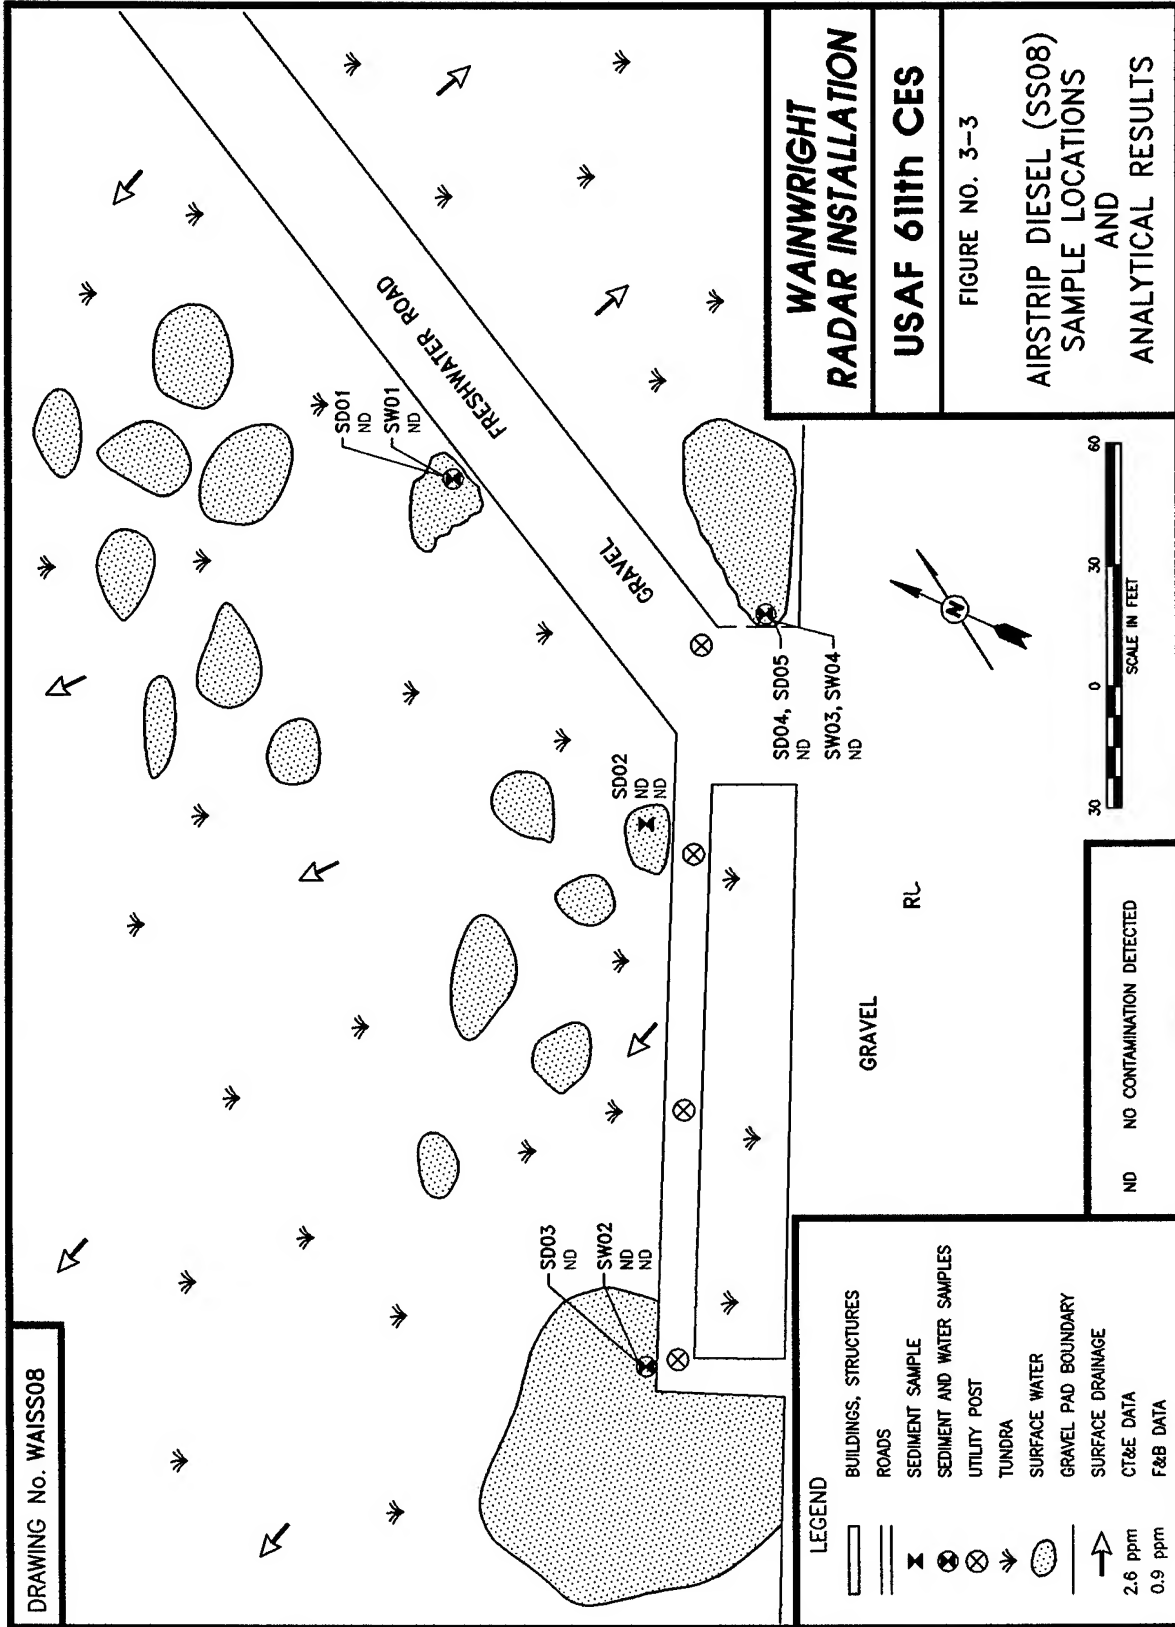 DRAWING No. WAISS08
FRESHWATER ROAD
GRAVEL
SD01
ND
SW01
ND
SD02
ND
ND
SD03
ND
SW02
ND
ND
SD04, SD05
ND
SW03, SW04
ND
GRAVEL
N
30 0 30 60
SCALE IN FEET
LEGEND
BUILDINGS, STRUCTURES
ROADS
SEDIMENT SAMPLE
SEDIMENT AND WATER SAMPLES
UTILITY POST
TUNDRA
SURFACE WATER
GRAVEL PAD BOUNDARY
SURFACE DRAINAGE
2.6 ppm CT&E DATA
0.9 ppm F&B DATA
ND NO CONTAMINATION DETECTED
WAINWRIGHT
RADAR INSTALLATION
USAF 611th CES
FIGURE NO. 3-3
AIRSTRIP DIESEL (SS08)
SAMPLE LOCATIONS
AND
ANALYTICAL RESULTS